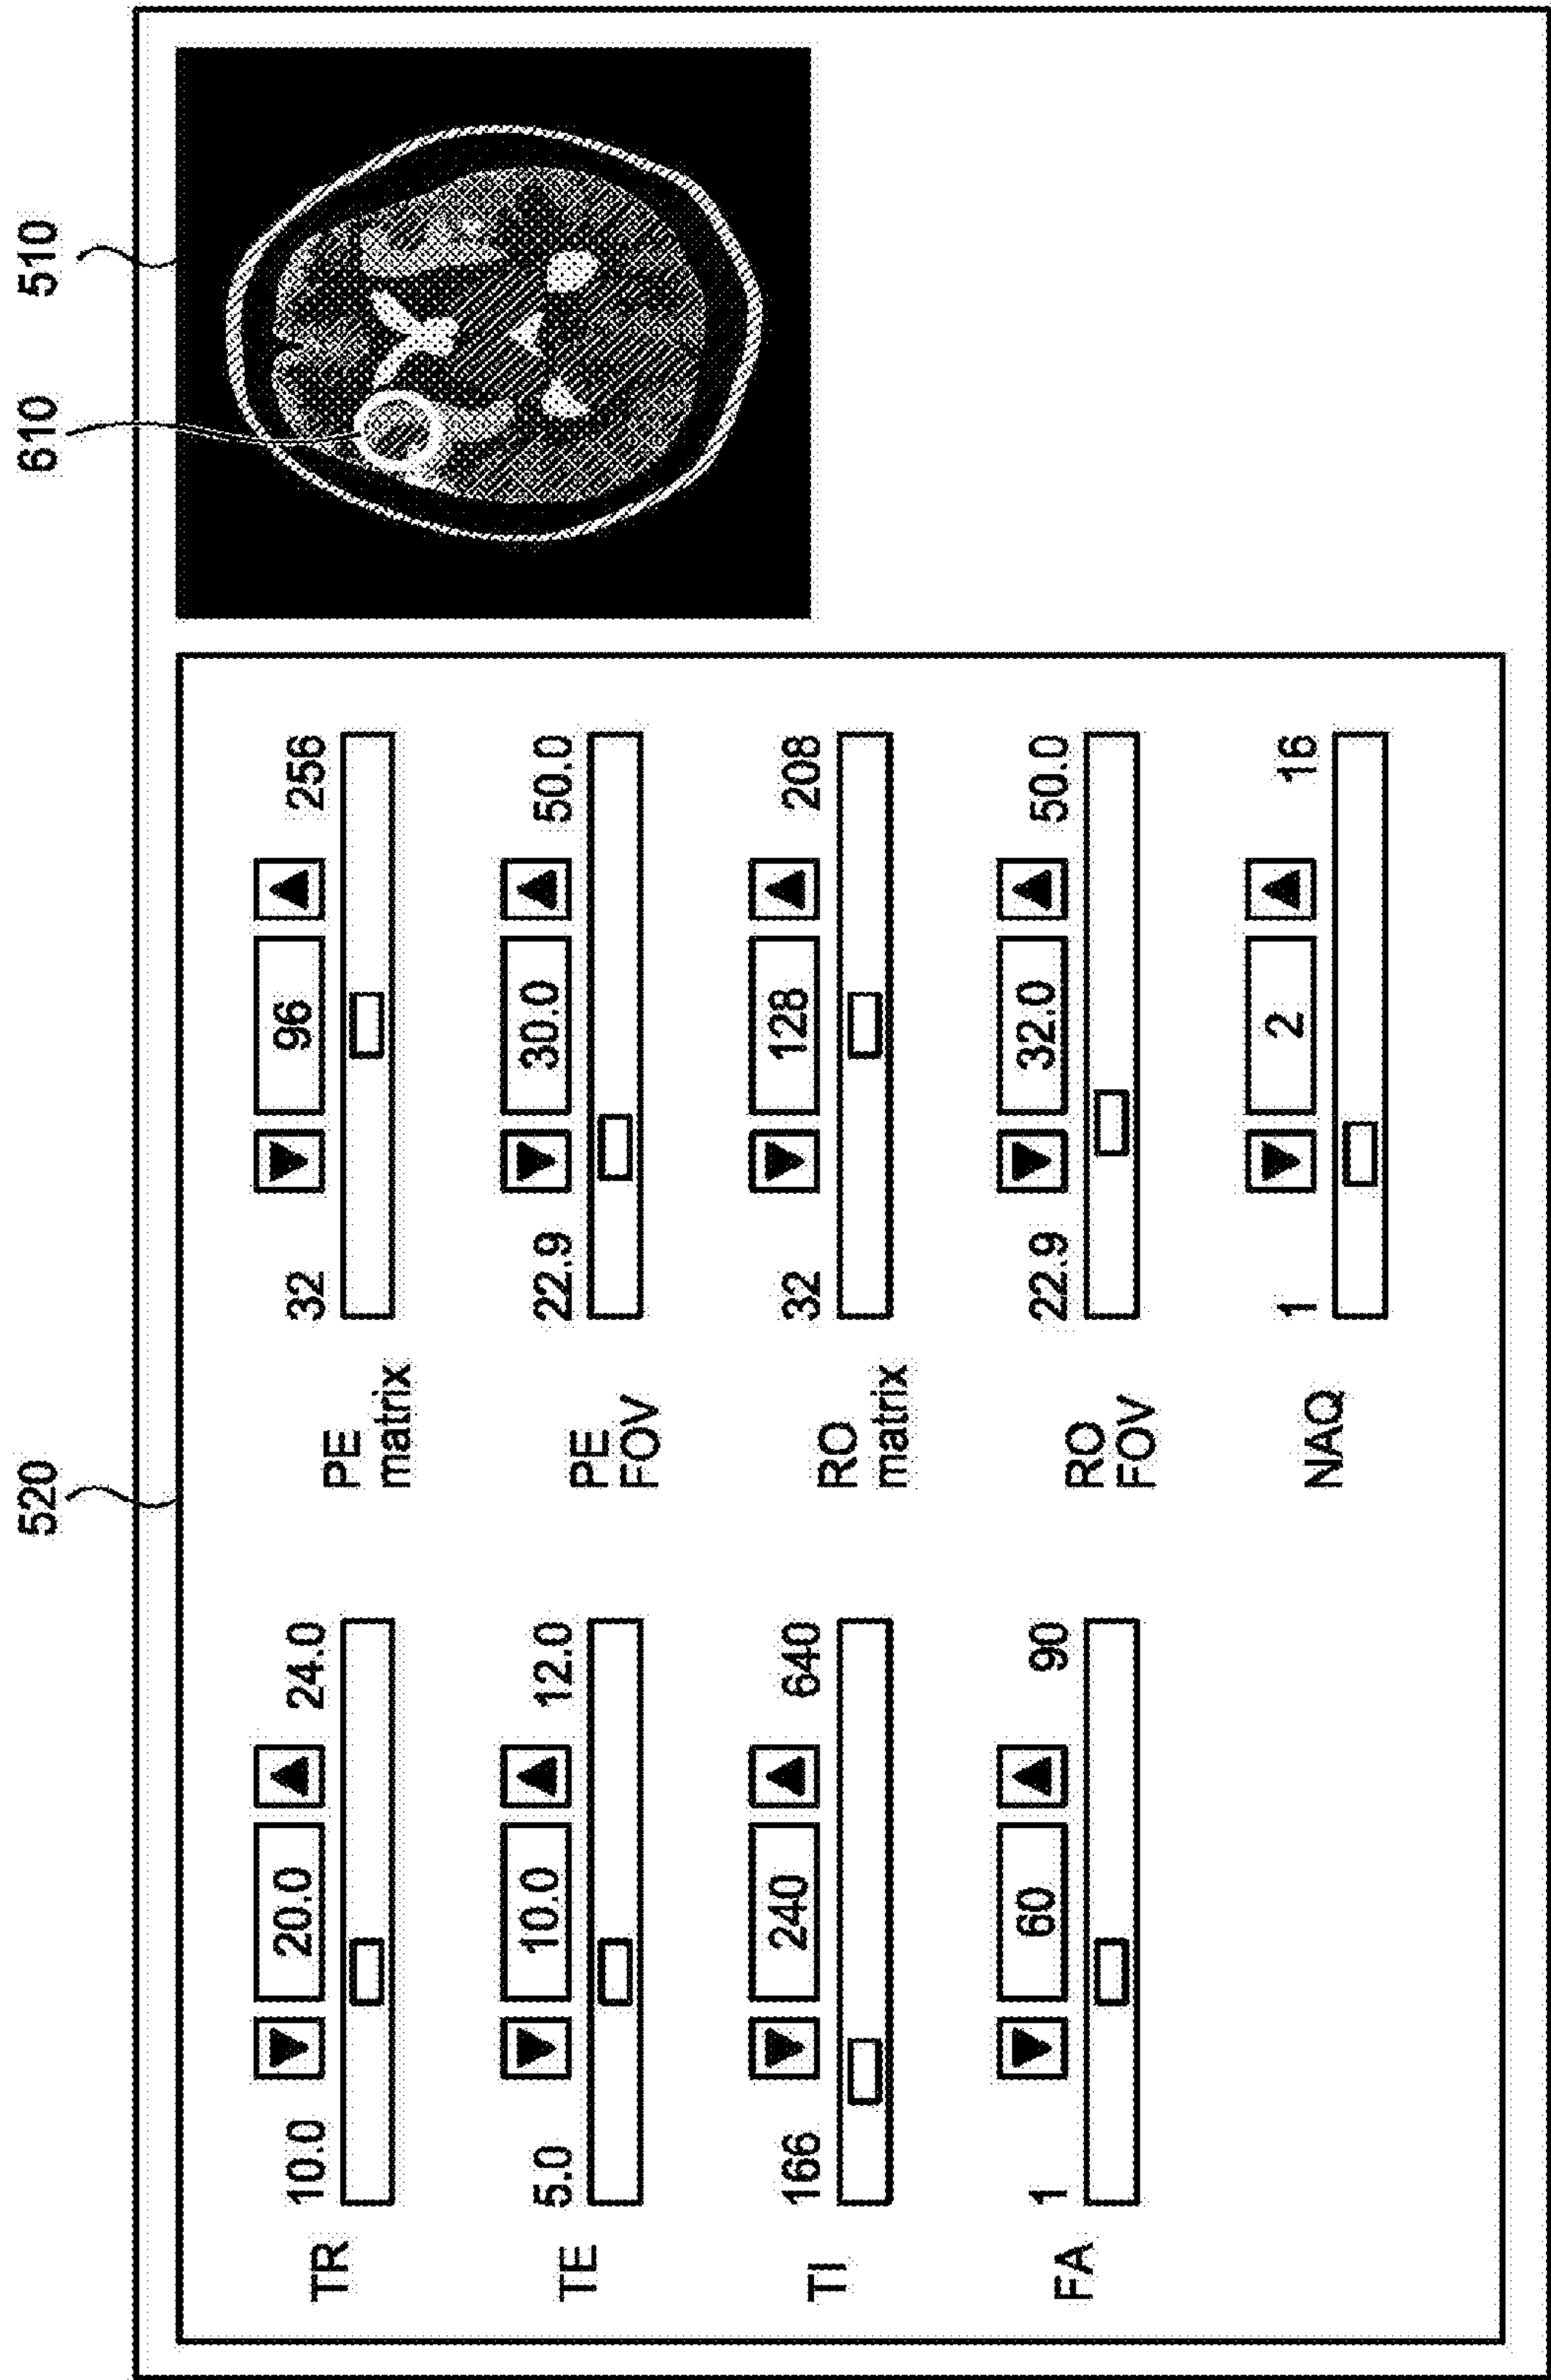 520 610 510
TR 10.0 20.0 24.0
PE matrix 32 96 256
TE 5.0 10.0 12.0
PE FOV 22.9 30.0 50.0
TI 166 240 640
RO matrix 32 128 208
FA 1 60 90
RO FOV 22.9 32.0 50.0
NAQ 1 2 16